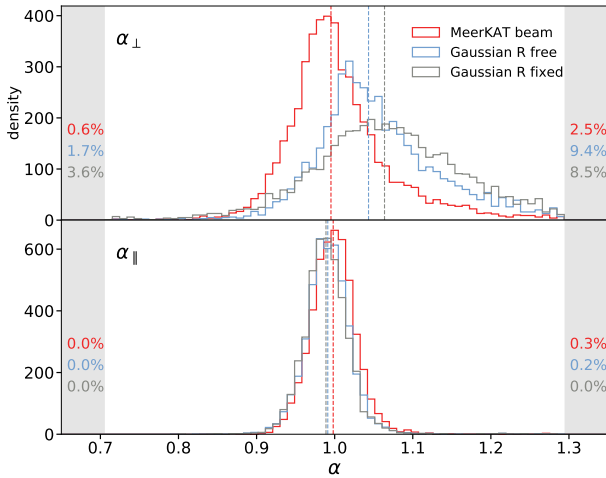 400
300
200
100
0
density
α⊥
MeerKAT beam
Gaussian R free
Gaussian R fixed
0.6%
1.7%
3.6%
2.5%
9.4%
8.5%
600
400
200
0
α∥
0.0%
0.0%
0.0%
0.3%
0.2%
0.0%
0.7 0.8 0.9 1.0 1.1 1.2 1.3
α